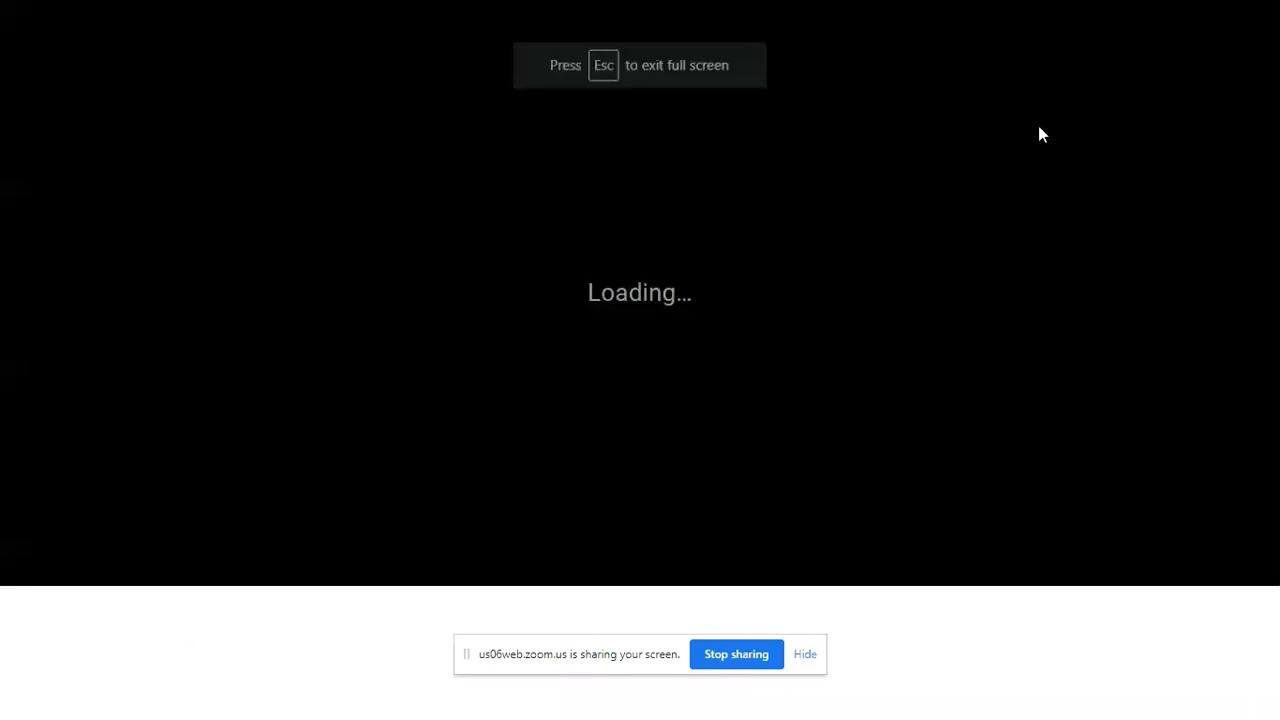 Press Esc to exit full screen
Loading...
us06web.zoom.us is sharing your screen. Stop sharing Hide